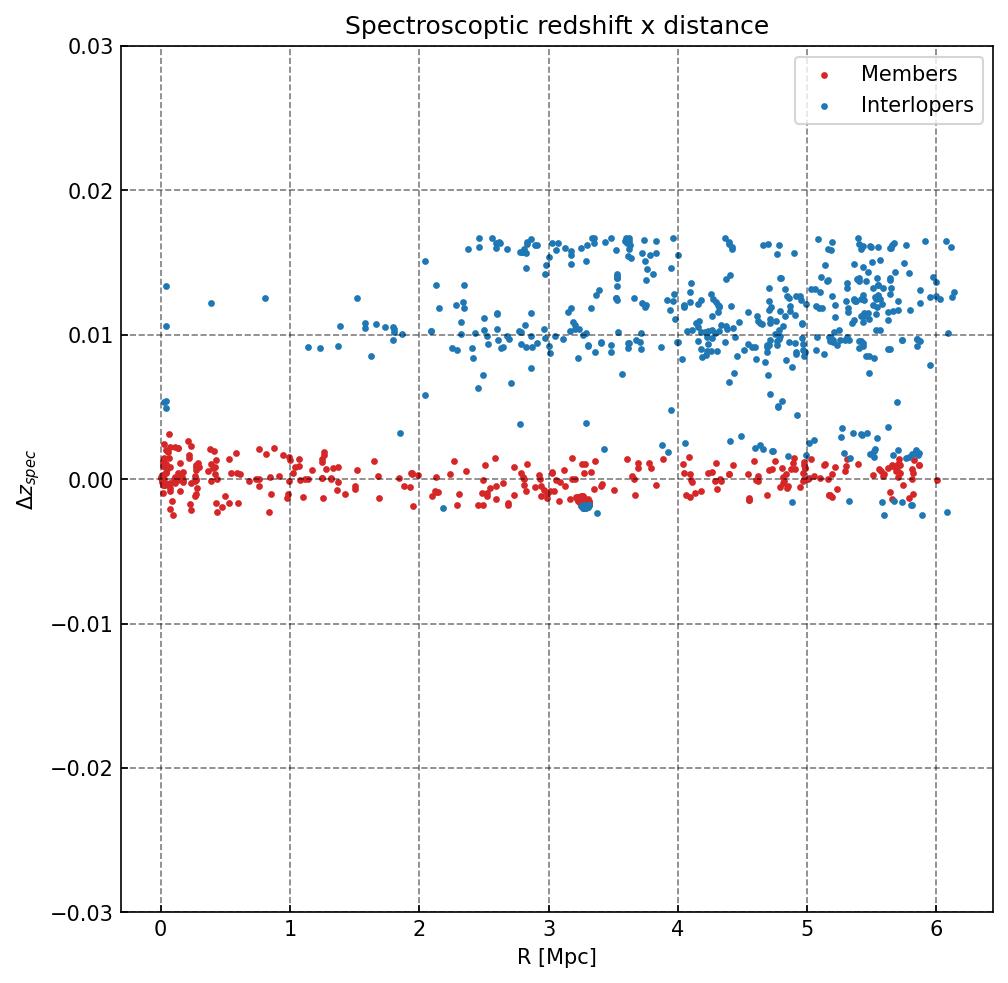 Spectroscoptic redshift x distance
Members
Interlopers
0.03
0.02
0.01
0.00
−0.01
−0.02
−0.03
Δz_spec
0 1 2 3 4 5 6
R [Mpc]